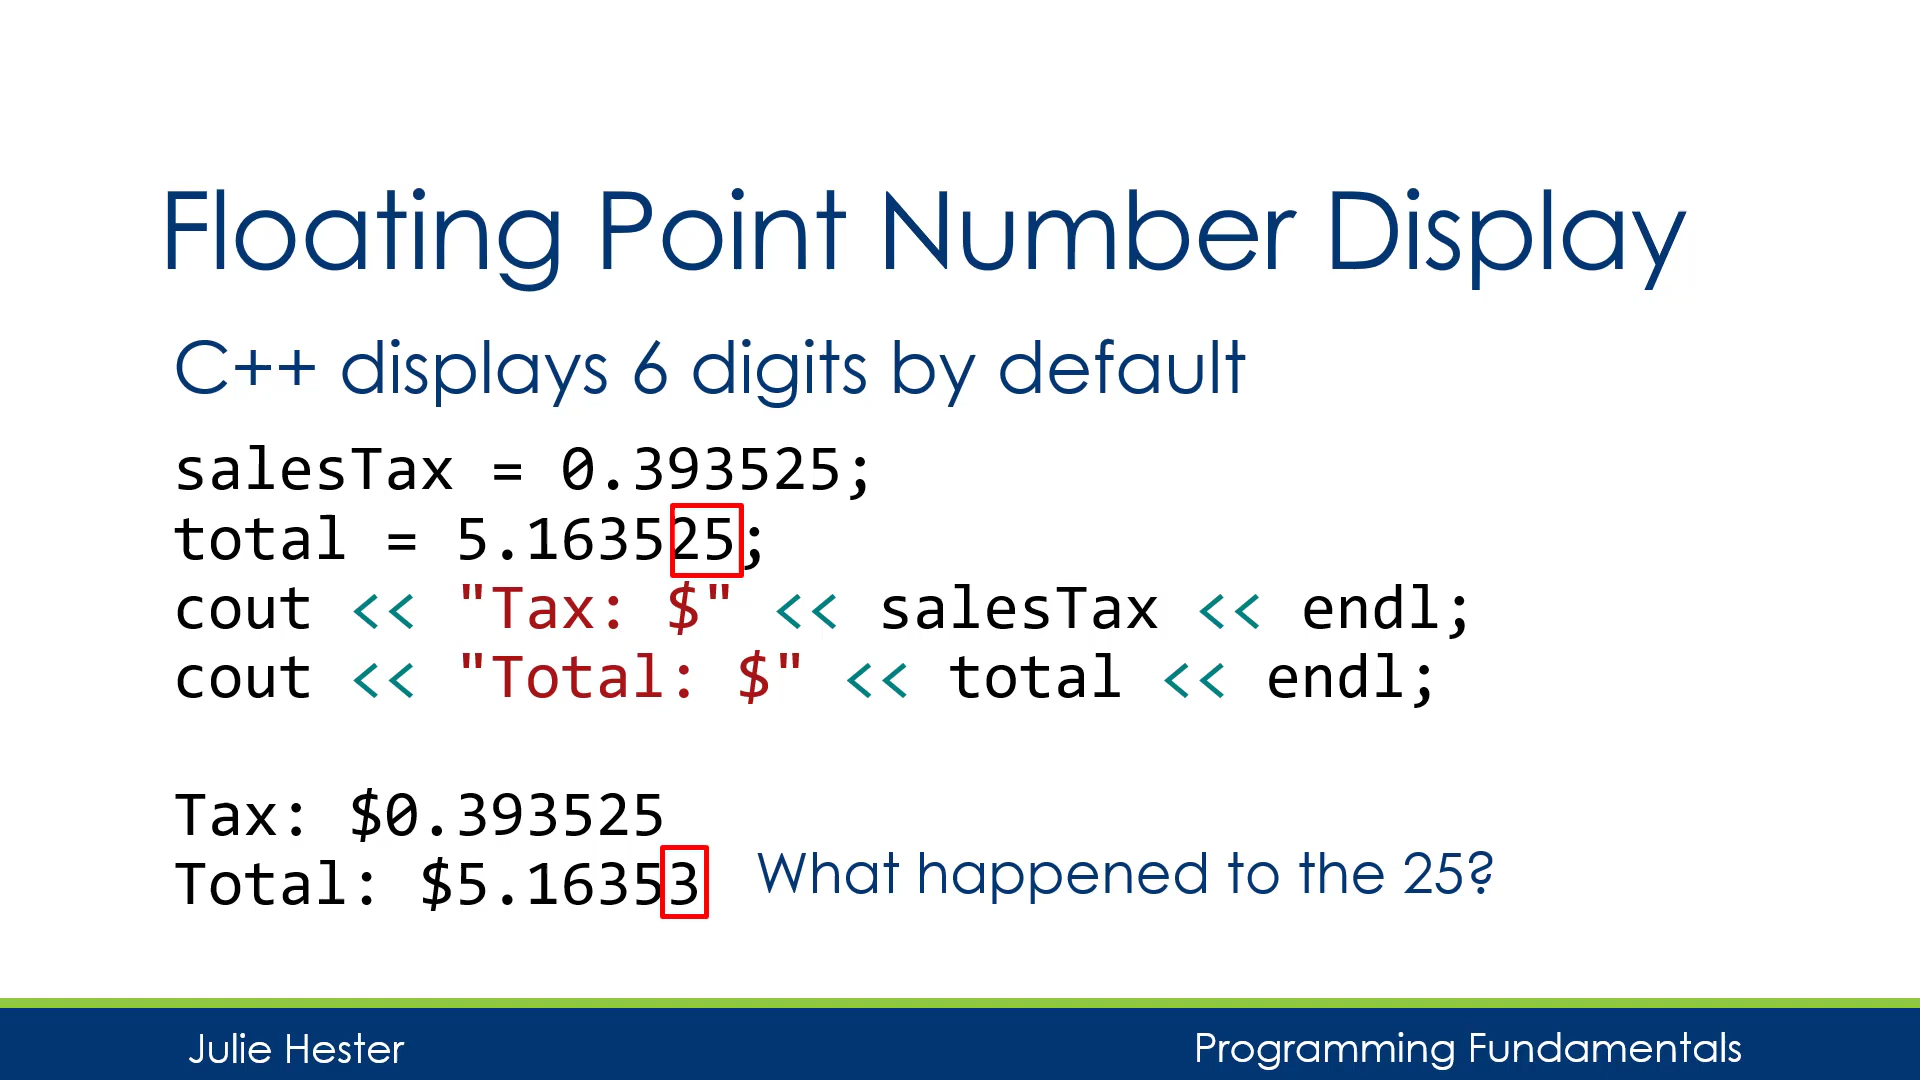 Floating Point Number Display
C++ displays 6 digits by default
salesTax = 0.393525;
total = 5.163525;
cout << "Tax: $" << salesTax << endl;
cout << "Total: $" << total << endl;
Tax: $0.393525
Total: $5.16353
What happened to the 25?
Julie Hester
Programming Fundamentals